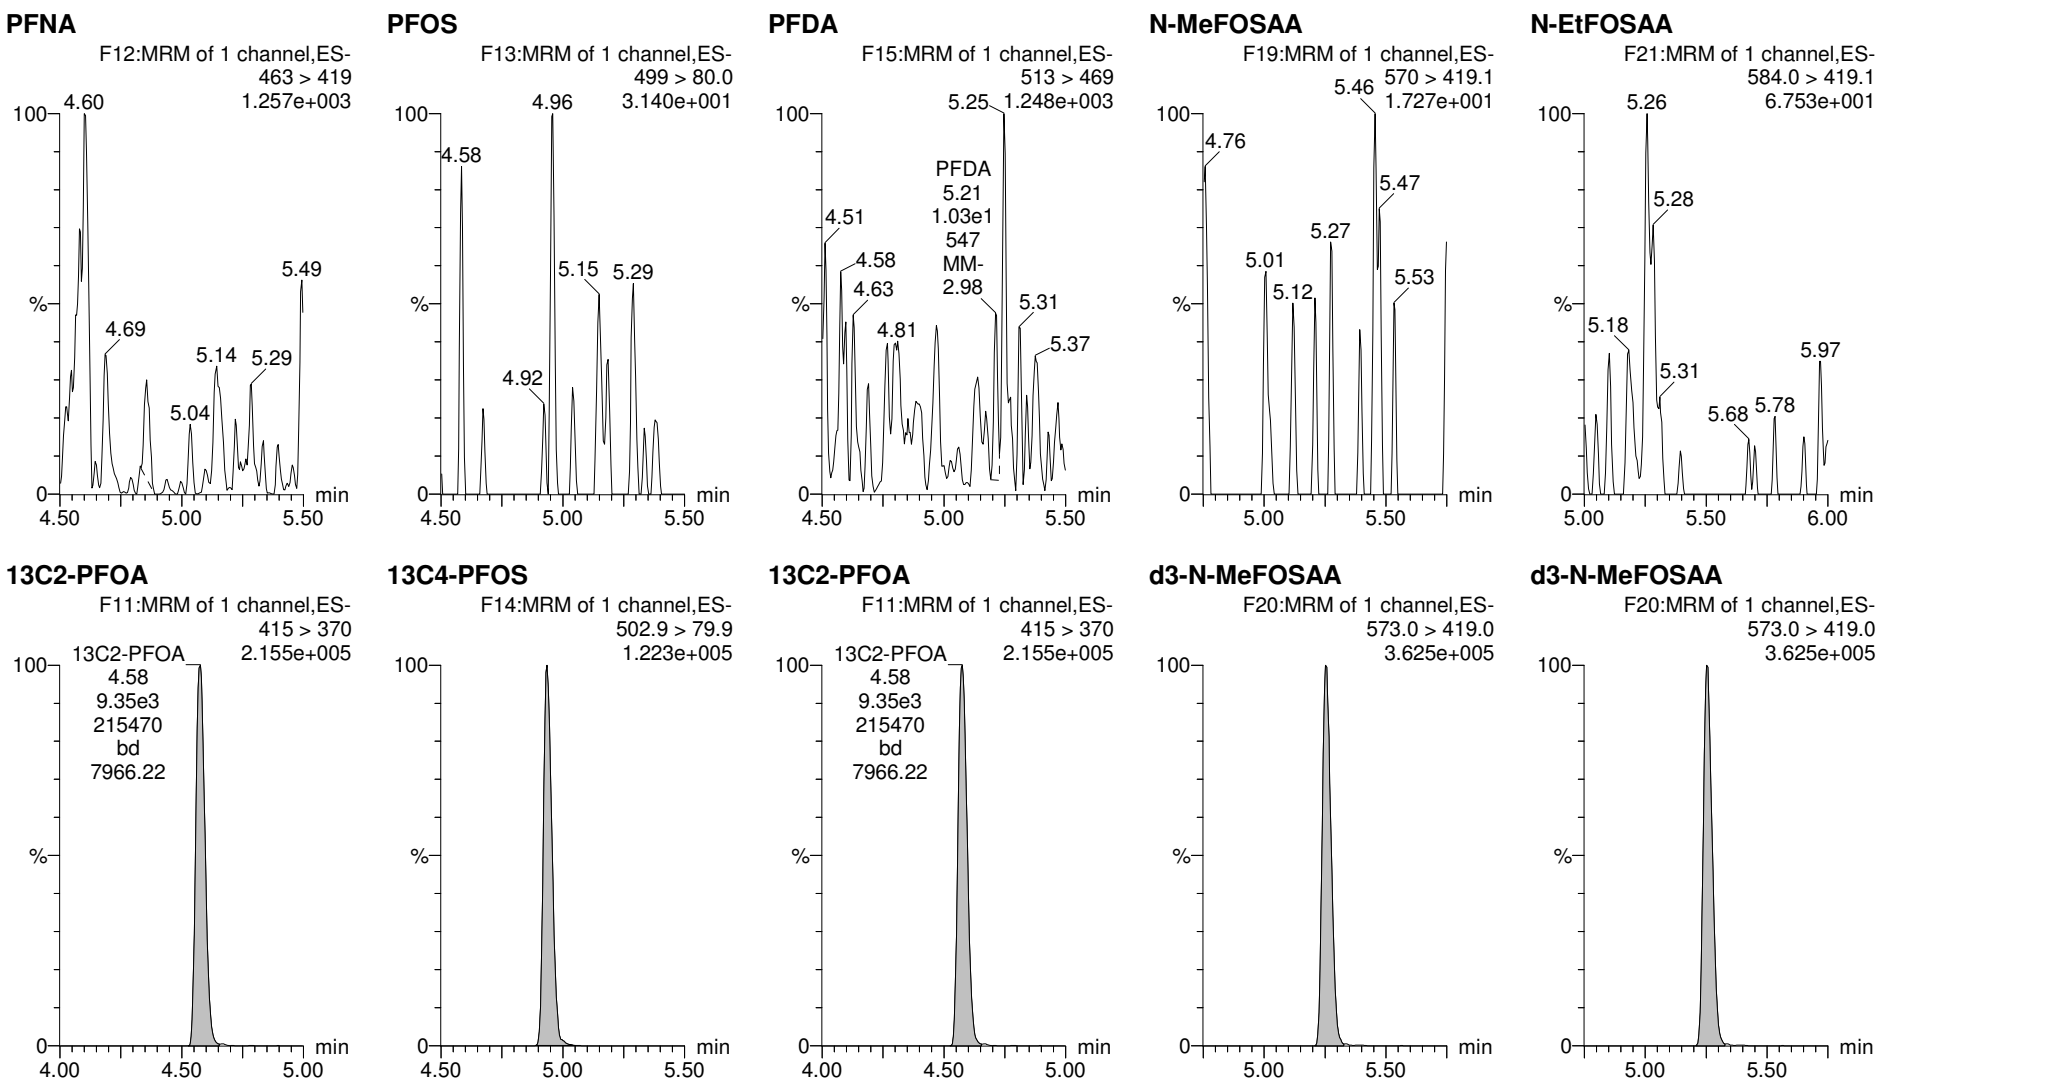 PFNA
F12:MRM of 1 channel,ES-
463 > 419
1.257e+003
100
4.60
4.69
5.04
5.14
5.29
5.49
%
0
min
4.50
5.00
5.50
PFOS
F13:MRM of 1 channel,ES-
499 > 80.0
3.140e+001
100
4.58
4.96
4.92
5.15
5.29
%
0
min
4.50
5.00
5.50
PFDA
F15:MRM of 1 channel,ES-
513 > 469
1.248e+003
100
5.25
PFDA
5.21
1.03e1
547
MM-
2.98
4.51
4.58
4.63
4.81
5.31
5.37
%
0
min
4.50
5.00
5.50
N-MeFOSAA
F19:MRM of 1 channel,ES-
570 > 419.1
1.727e+001
100
5.46
4.76
5.47
5.27
5.01
5.12
5.53
%
0
min
5.00
5.50
N-EtFOSAA
F21:MRM of 1 channel,ES-
584.0 > 419.1
6.753e+001
100
5.26
5.28
5.18
5.31
5.68
5.78
5.97
%
0
min
5.00
5.50
6.00
13C2-PFOA
F11:MRM of 1 channel,ES-
415 > 370
2.155e+005
100
13C2-PFOA
4.58
9.35e3
215470
bd
7966.22
%
0
min
4.00
4.50
5.00
13C4-PFOS
F14:MRM of 1 channel,ES-
502.9 > 79.9
1.223e+005
100
%
0
min
4.50
5.00
5.50
13C2-PFOA
F11:MRM of 1 channel,ES-
415 > 370
2.155e+005
100
13C2-PFOA
4.58
9.35e3
215470
bd
7966.22
%
0
min
4.00
4.50
5.00
d3-N-MeFOSAA
F20:MRM of 1 channel,ES-
573.0 > 419.0
3.625e+005
100
%
0
min
5.00
5.50
d3-N-MeFOSAA
F20:MRM of 1 channel,ES-
573.0 > 419.0
3.625e+005
100
%
0
min
5.00
5.50